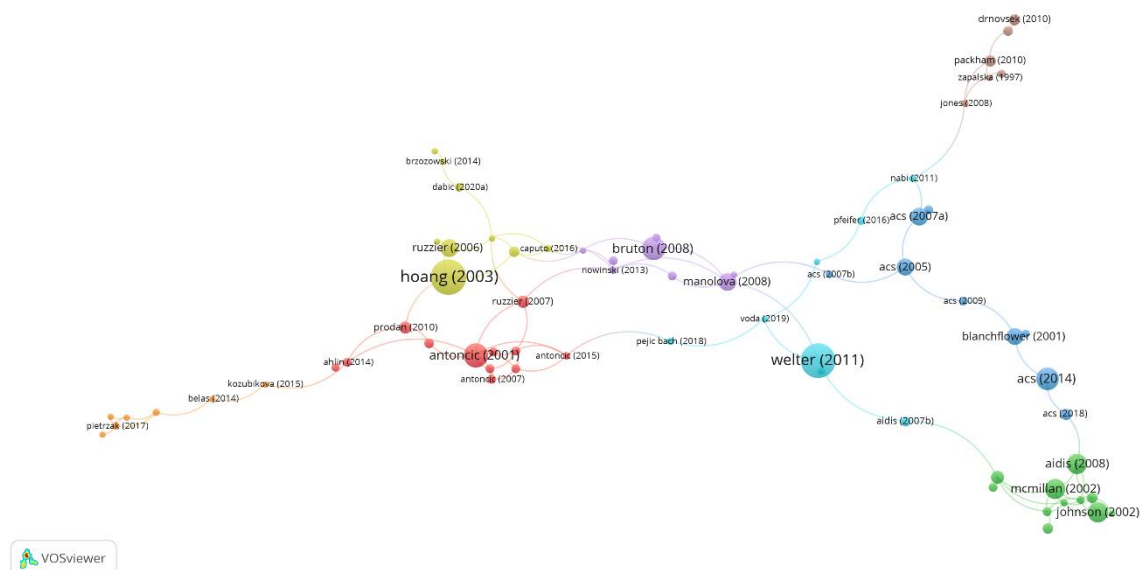 drnovsek (2010)
packham (2010)
zapalska (1997)
jones (2008)
brzozowski (2014)
dabic (2020a)
nabi (2011)
pfeifer (2016)
acs (2007a)
ruzzier (2006)
caputo (2016)
bruton (2008)
hoang (2003)
nowinski (2013)
manolova (2008)
acs (2007b)
acs (2005)
ruzzier (2007)
acs (2009)
prodan (2010)
voda (2019)
blanchflower (2001)
pejic bach (2018)
antoncic (2001)
antoncic (2015)
ahlin (2014)
welter (2011)
antoncic (2007)
acs (2014)
kozubikova (2015)
belas (2014)
acs (2018)
pietrzak (2017)
aidis (2007b)
aidis (2008)
mcmillan (2002)
johnson (2002)
VOSviewer